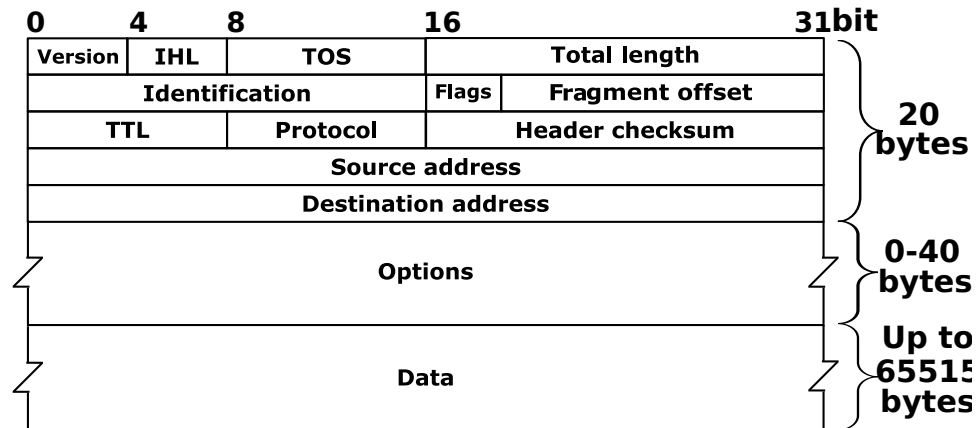 0 4 8 16 31bit
Version IHL TOS Total length
Identification Flags Fragment offset
TTL Protocol Header checksum
Source address
Destination address
20
bytes
Options
0-40
bytes
Data
Up to
65515
bytes